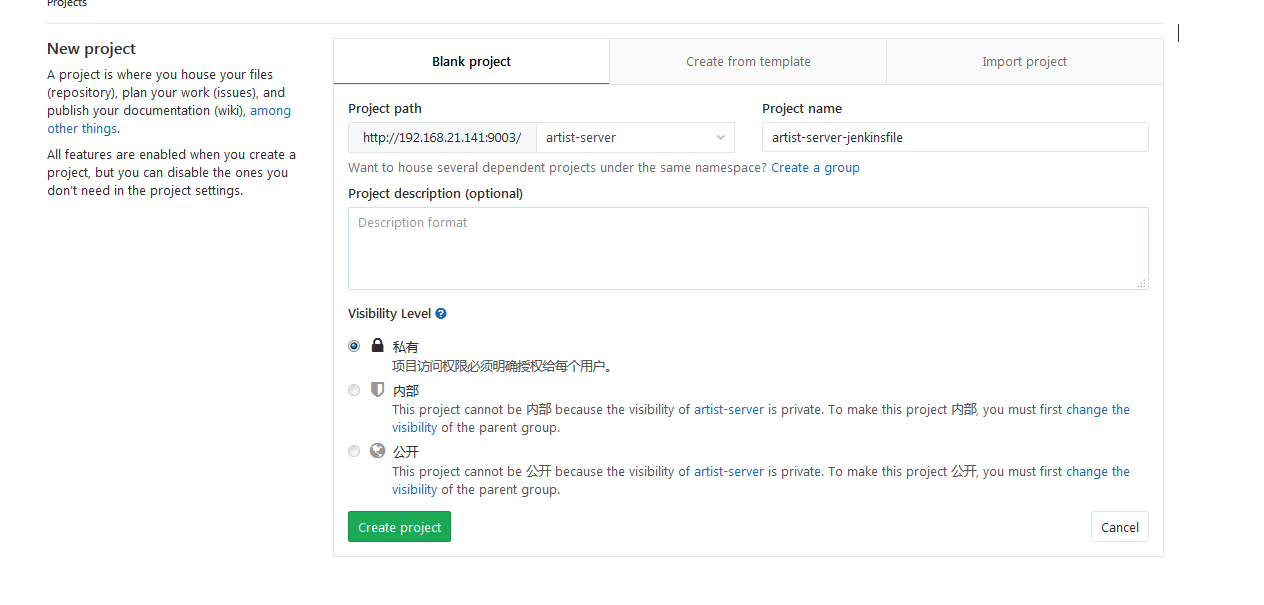 Projects
New project
A project is where you house your files
(repository), plan your work (issues), and
publish your documentation (wiki), among
other things.
All features are enabled when you create a
project, but you can disable the ones you
don't need in the project settings.
Blank project
Create from template
Import project
Project path
Project name
http://192.168.21.141:9003/
artist-server
artist-server-jenkinsfile
Want to house several dependent projects under the same namespace? Create a group
Project description (optional)
Description format
Visibility Level
私有
项目访问权限必须明确授权给每个用户。
内部
This project cannot be 内部 because the visibility of artist-server is private. To make this project 内部, you must first change the
visibility of the parent group.
公开
This project cannot be 公开 because the visibility of artist-server is private. To make this project 公开, you must first change the
visibility of the parent group.
Create project
Cancel